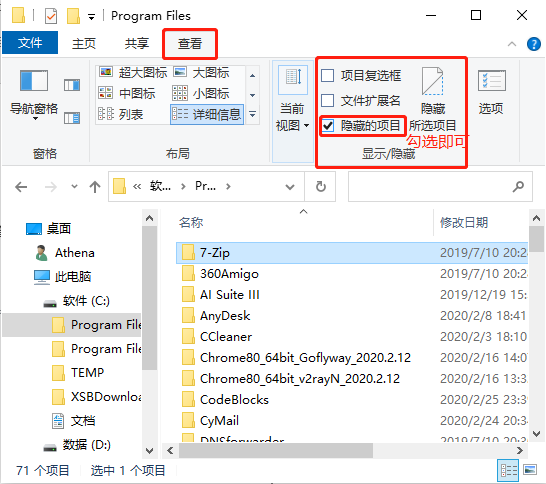 Program Files
文件 主页 共享 查看
超大图标 大图标
中图标 小图标
列表 详细信息
导航窗格
窗格
布局
当前
视图
项目复选框
文件扩展名
隐藏的项目
隐藏
所选项目
勾选即可
显示/隐藏
选项
« 软... › Pr... ›
名称 修改日期
桌面
Athena
此电脑
软件 (C:)
Program File
Program File
TEMP
XSBDownloa
文档
数据 (D:)
7-Zip 2019/7/10 20:2
360Amigo 2019/7/10 20:2
AI Suite III 2019/12/19 15
AnyDesk 2020/2/8 18:41
CCleaner 2020/2/3 18:10
Chrome80_64bit_Goflyway_2020.2.12 2020/2/16 14:0
Chrome80_64bit_v2rayN_2020.2.12 2020/2/16 13:
CodeBlocks 2020/2/25 23:
CyMail 2020/2/24 20:
DNSforwarder 2019/7/10 20:
71 个项目 选中 1 个项目